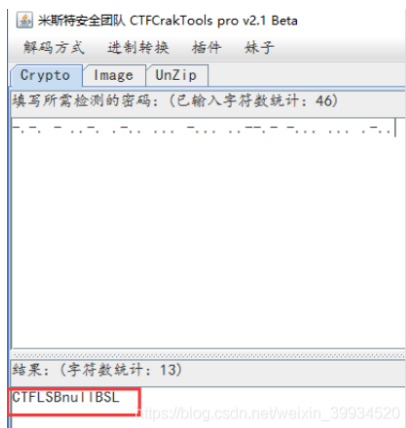 米斯特安全团队 CTFCrakTools pro v2.1 Beta
解码方式 进制转换 插件 妹子
Crypto Image UnZip
填写所需检测的密码：(已输入字符数统计：46)
-.-. - ..-. .-.. ... -... ..--.- -... ... .-..
结果：(字符数统计：13)
CTFLSBnullBSL
https://blog.csdn.net/weixin_39934520